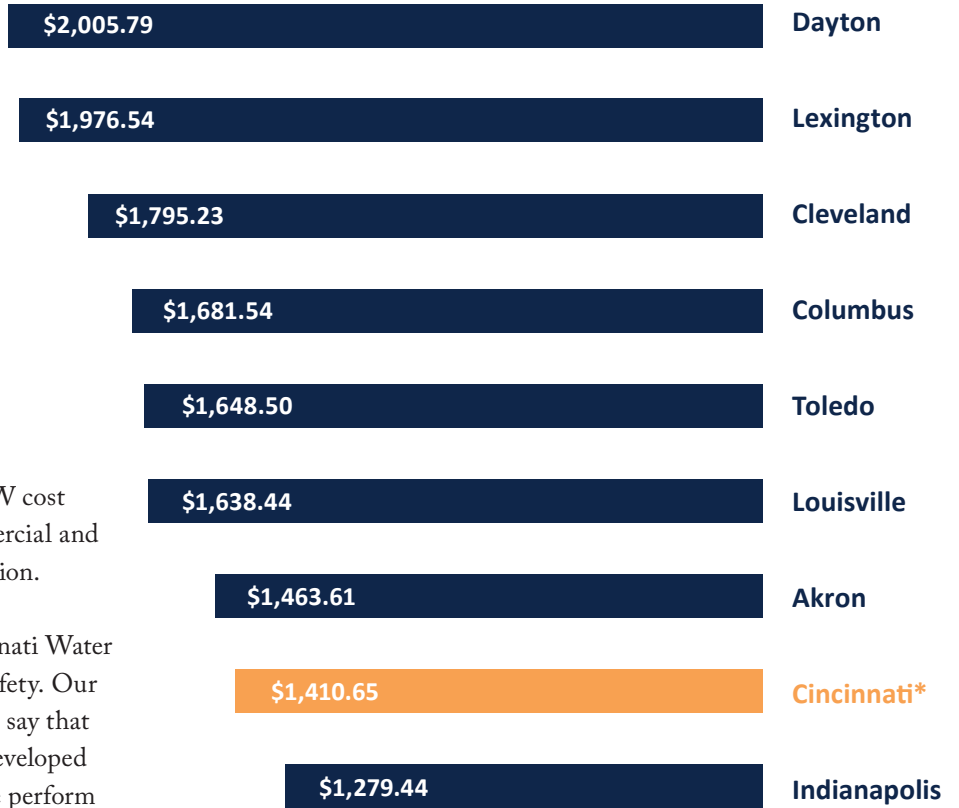 $2,005.79 Dayton
$1,976.54 Lexington
$1,795.23 Cleveland
$1,681.54 Columbus
$1,648.50 Toledo
$1,638.44 Louisville
$1,463.61 Akron
$1,410.65 Cincinnati*
$1,279.44 Indianapolis
W cost
ercial and
ion.
nati Water
fety. Our
say that
eveloped
perform